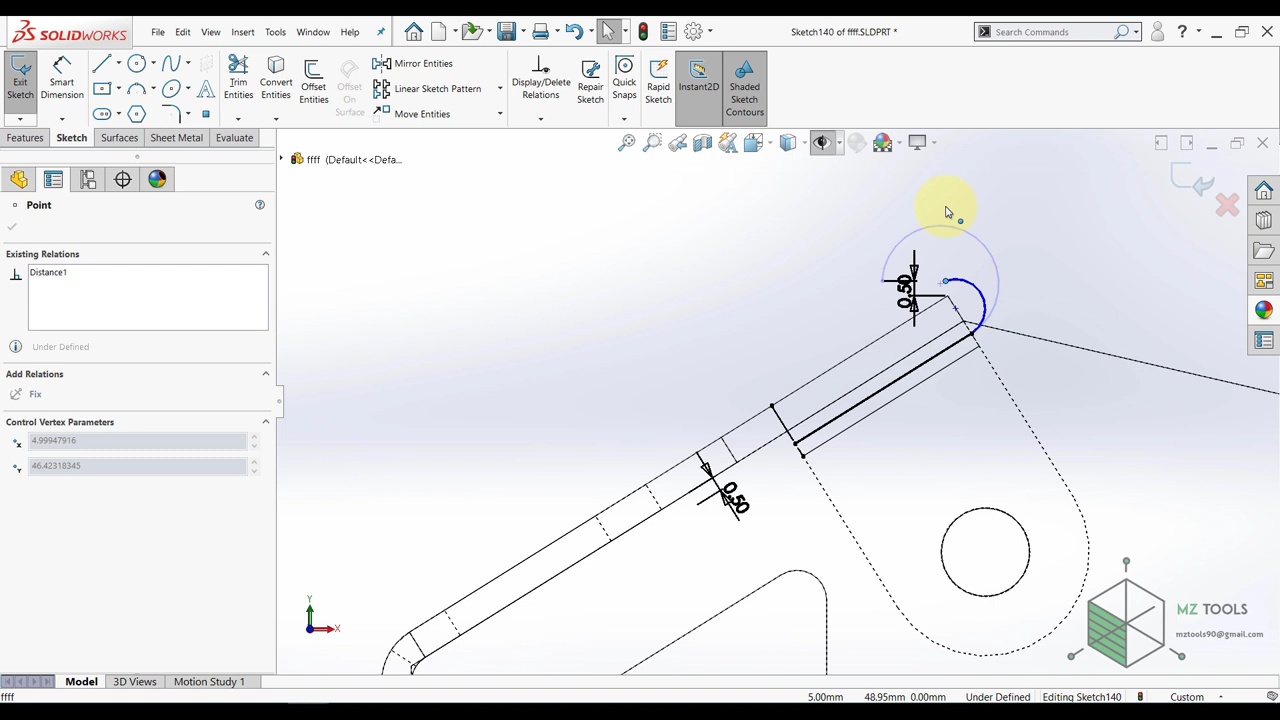 SOLIDWORKS
File Edit View Insert Tools Window Help
Sketch140 of ffff.SLDPRT *
Search Commands
?
Exit Sketch
Smart Dimension
Trim Entities
Convert Entities
Offset Entities
Offset On Surface
Mirror Entities
Linear Sketch Pattern
Move Entities
Display/Delete Relations
Repair Sketch
Quick Snaps
Rapid Sketch
Instant2D
Shaded Sketch Contours
Features Sketch Surfaces Sheet Metal Evaluate
ffff (Default<<Defa...
Point
Existing Relations
Distance1
Under Defined
Add Relations
Fix
Control Vertex Parameters
4.99947916
46.42318345
0.50
0.50
Y
X
MZ TOOLS
mztools90@gmail.com
Model 3D Views Motion Study 1
ffff
5.00mm 48.95mm 0.00mm Under Defined Editing Sketch140 Custom